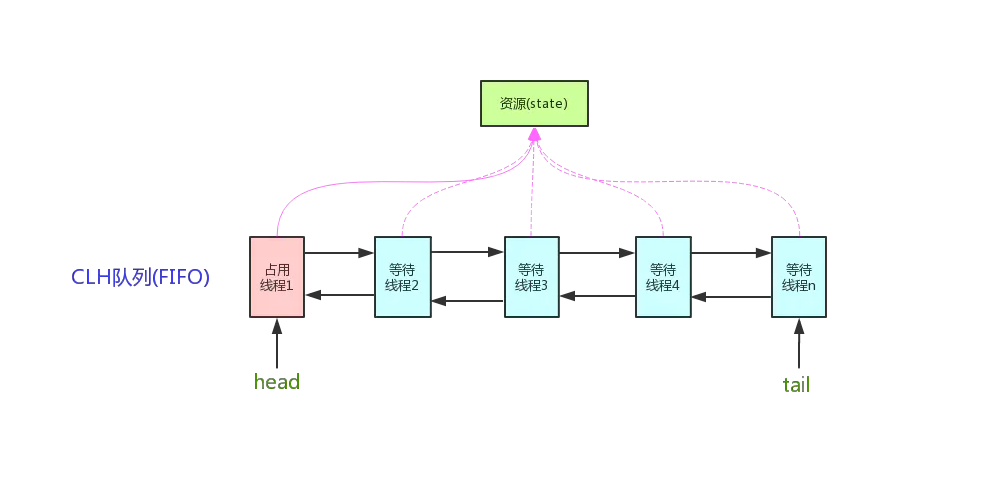 资源(state)
CLH队列(FIFO)
占用
线程1
等待
线程2
等待
线程3
等待
线程4
等待
线程n
head
tail